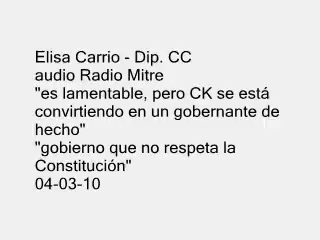 Elisa Carrio - Dip. CC
audio Radio Mitre
"es lamentable, pero CK se está
convirtiendo en un gobernante de
hecho"
"gobierno que no respeta la
Constitución"
04-03-10